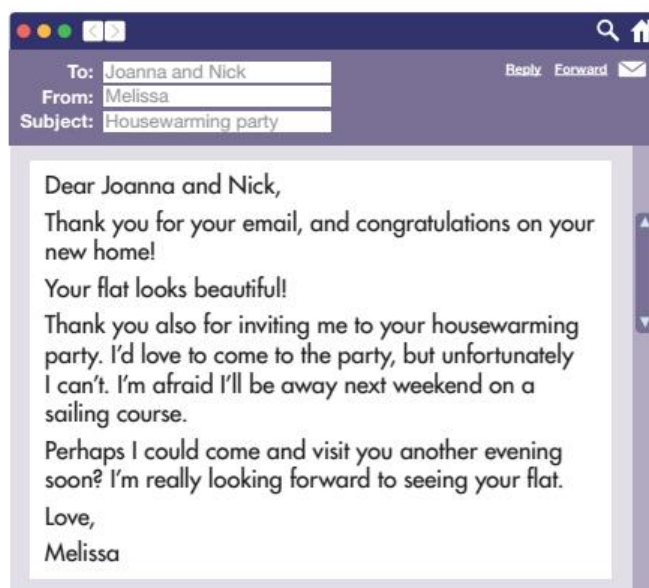 To: Joanna and Nick
Reply Forward
From: Melissa
Subject: Housewarming party
Dear Joanna and Nick,
Thank you for your email, and congratulations on your
new home!
Your flat looks beautiful!
Thank you also for inviting me to your housewarming
party. I'd love to come to the party, but unfortunately
I can't. I'm afraid I'll be away next weekend on a
sailing course.
Perhaps I could come and visit you another evening
soon? I'm really looking forward to seeing your flat.
Love,
Melissa